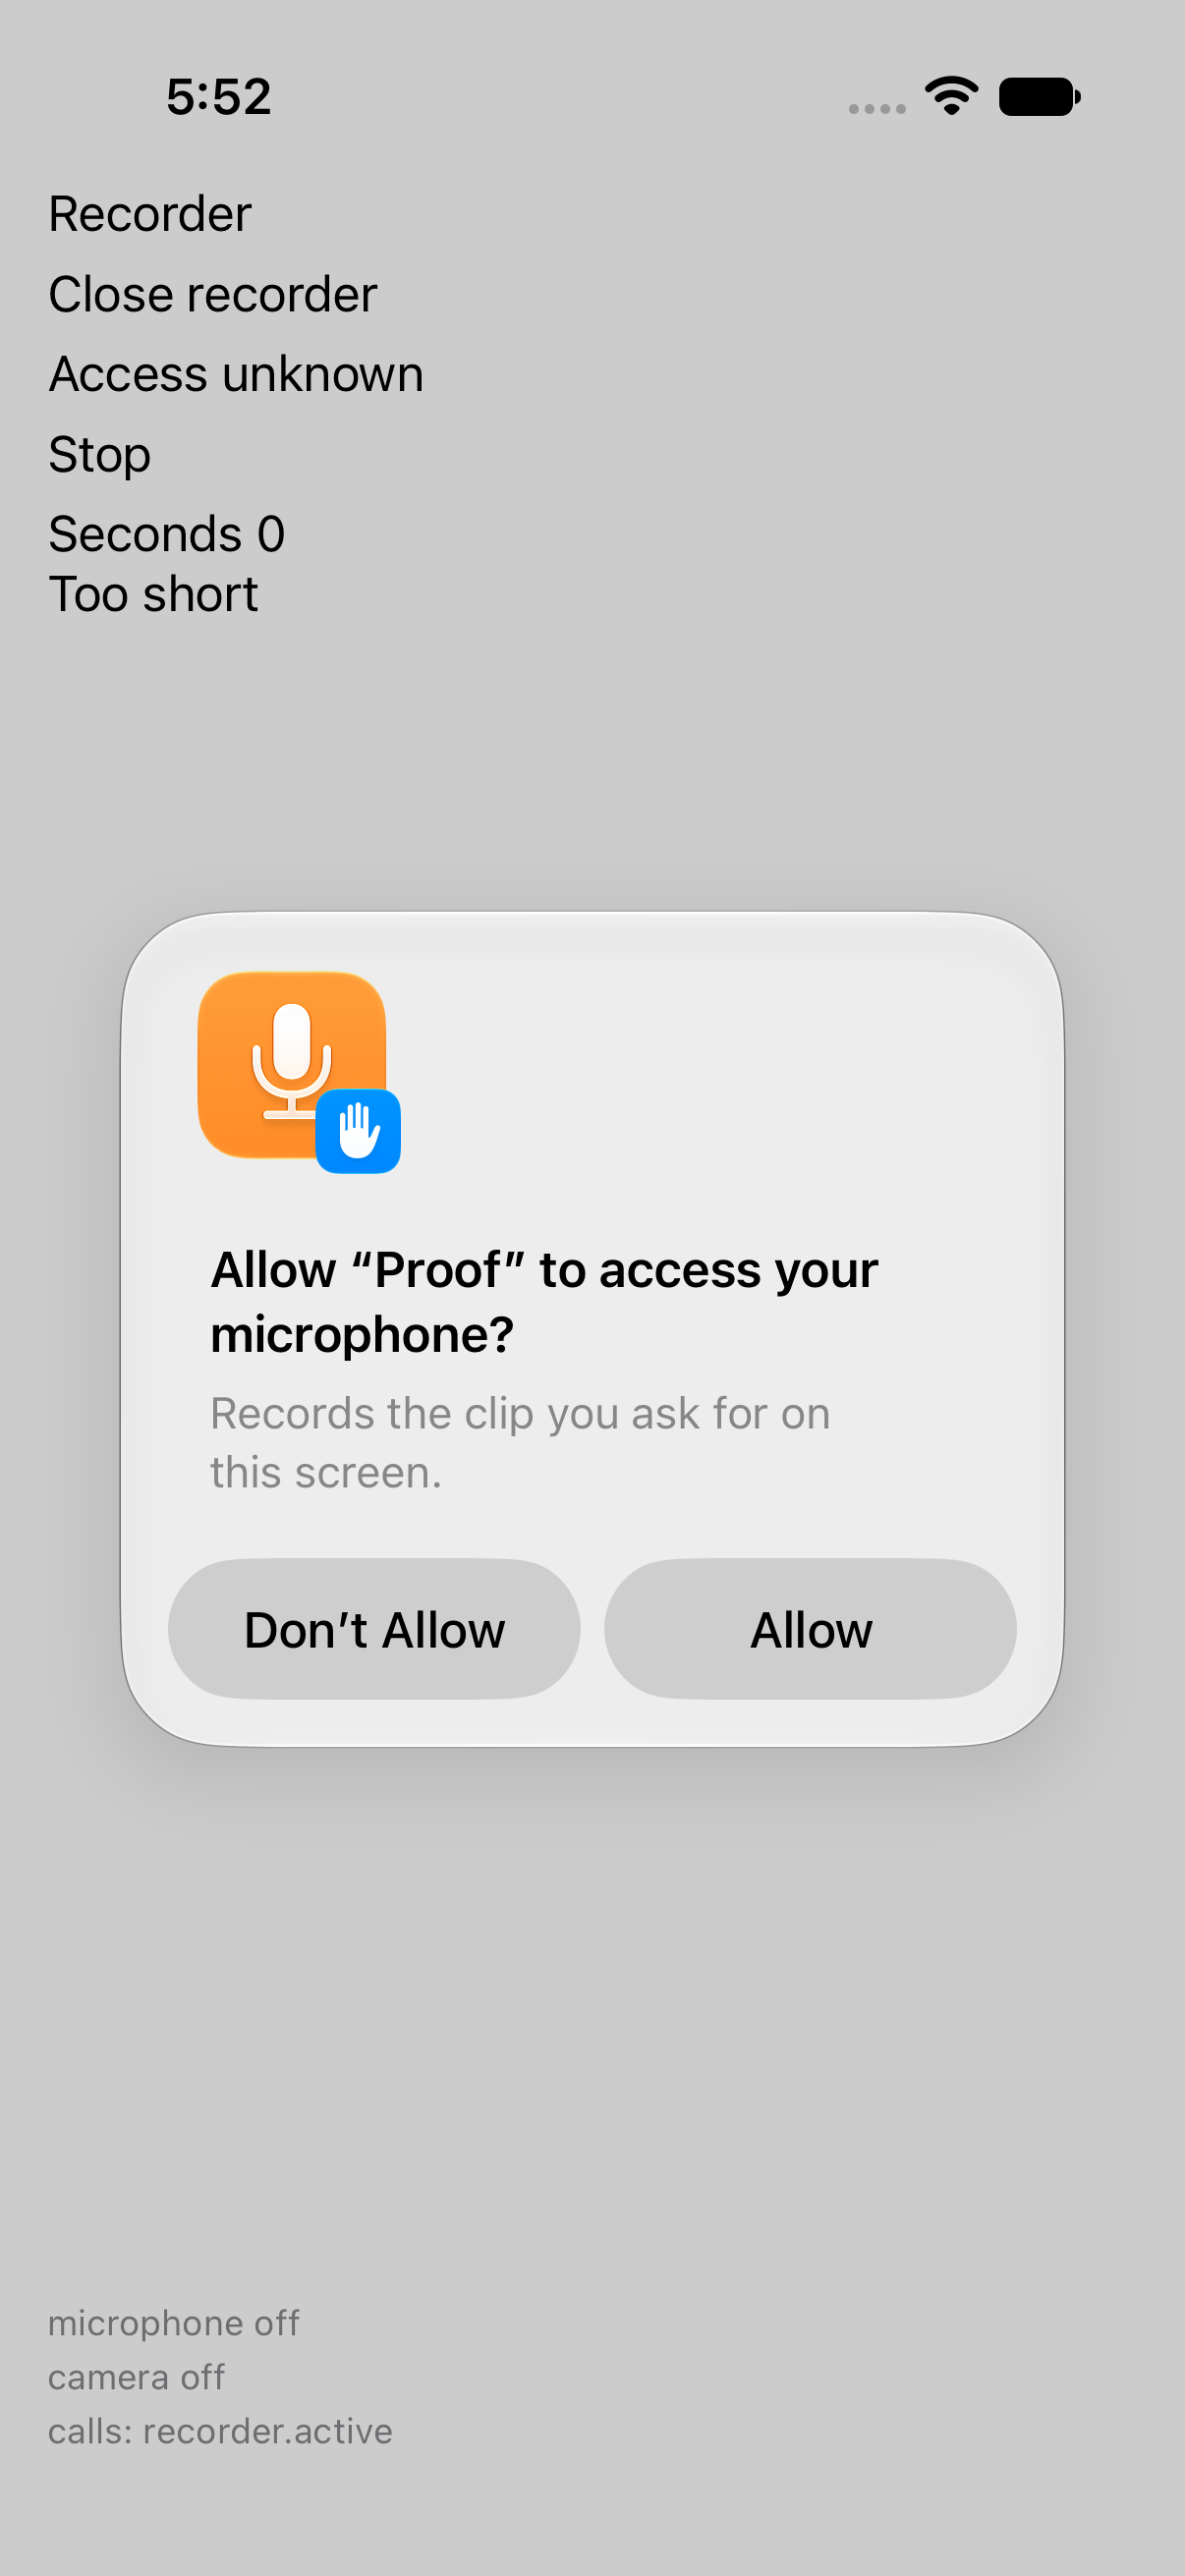 5:52
Recorder
Close recorder
Access unknown
Stop
Seconds 0
Too short
Allow “Proof” to access your
microphone?
Records the clip you ask for on
this screen.
Don’t Allow
Allow
microphone off
camera off
calls: recorder.active